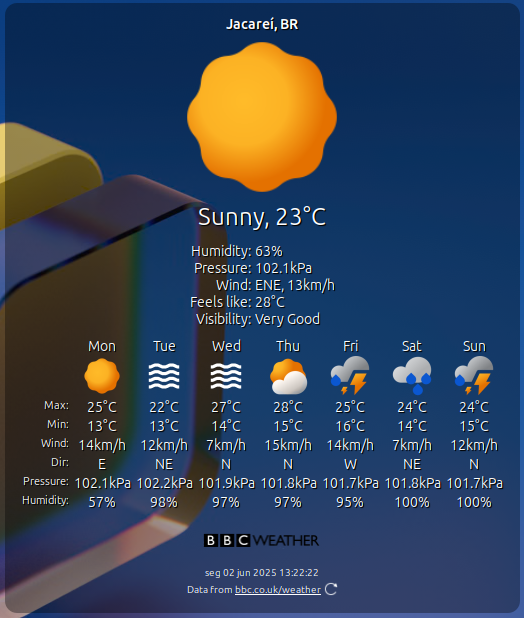 Jacareí, BR
Sunny, 23°C
Humidity: 63%
Pressure: 102.1kPa
Wind: ENE, 13km/h
Feels like: 28°C
Visibility: Very Good
Mon Tue Wed Thu Fri Sat Sun
Max: 25°C 22°C 27°C 28°C 25°C 24°C 24°C
Min: 13°C 13°C 14°C 15°C 16°C 14°C 15°C
Wind: 14km/h 12km/h 7km/h 15km/h 14km/h 7km/h 12km/h
Dir: E NE N N W NE N
Pressure: 102.1kPa 102.2kPa 101.9kPa 101.8kPa 101.7kPa 101.8kPa 101.7kPa
Humidity: 57% 98% 97% 97% 95% 100% 100%
BBC WEATHER
seg 02 jun 2025 13:22:22
Data from bbc.co.uk/weather